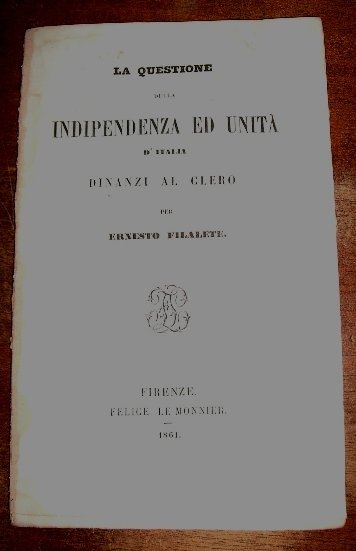 LA QUESTIONE
DELLA
INDIPENDENZA ED UNITÀ
D'ITALIA
DINANZI AL CLERO
PER
ERNESTO FILALETE.
FIRENZE.
FELICE LE MONNIER.
1861.